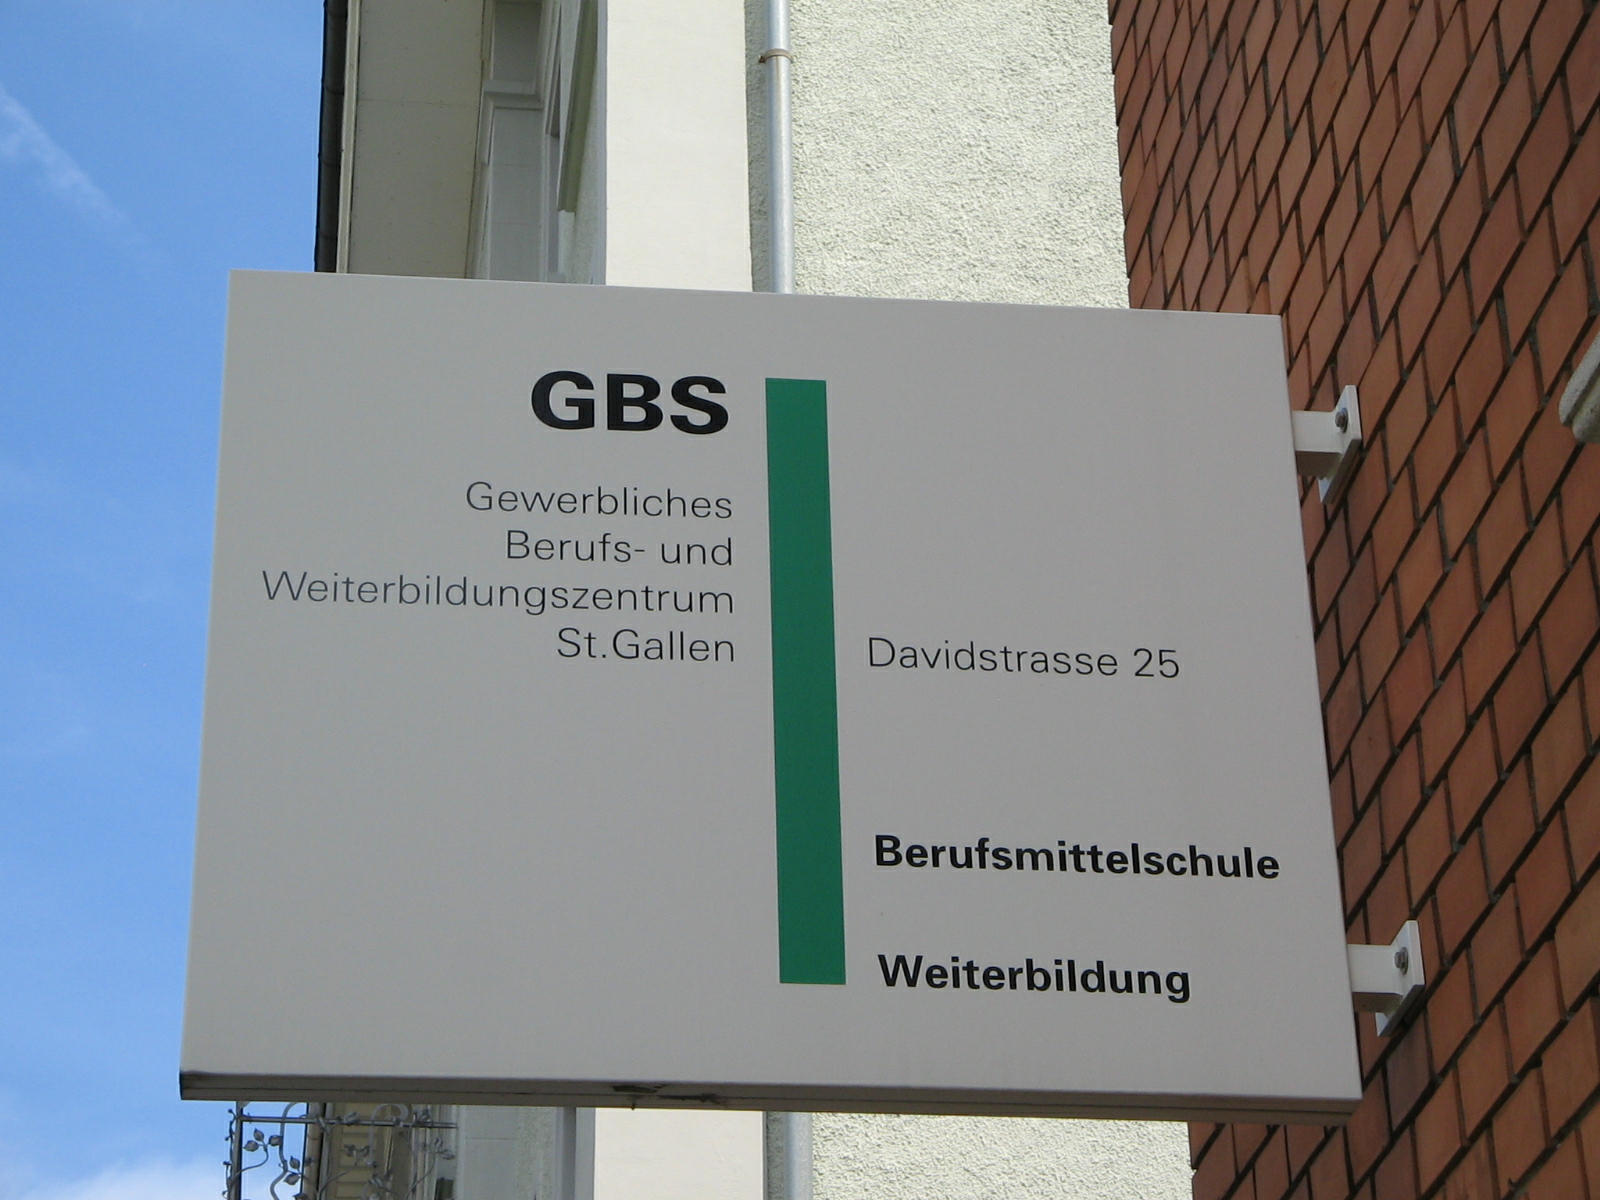 GBS
Gewerbliches
Berufs- und
Weiterbildungszentrum
St.Gallen
Davidstrasse 25
Berufsmittelschule
Weiterbildung